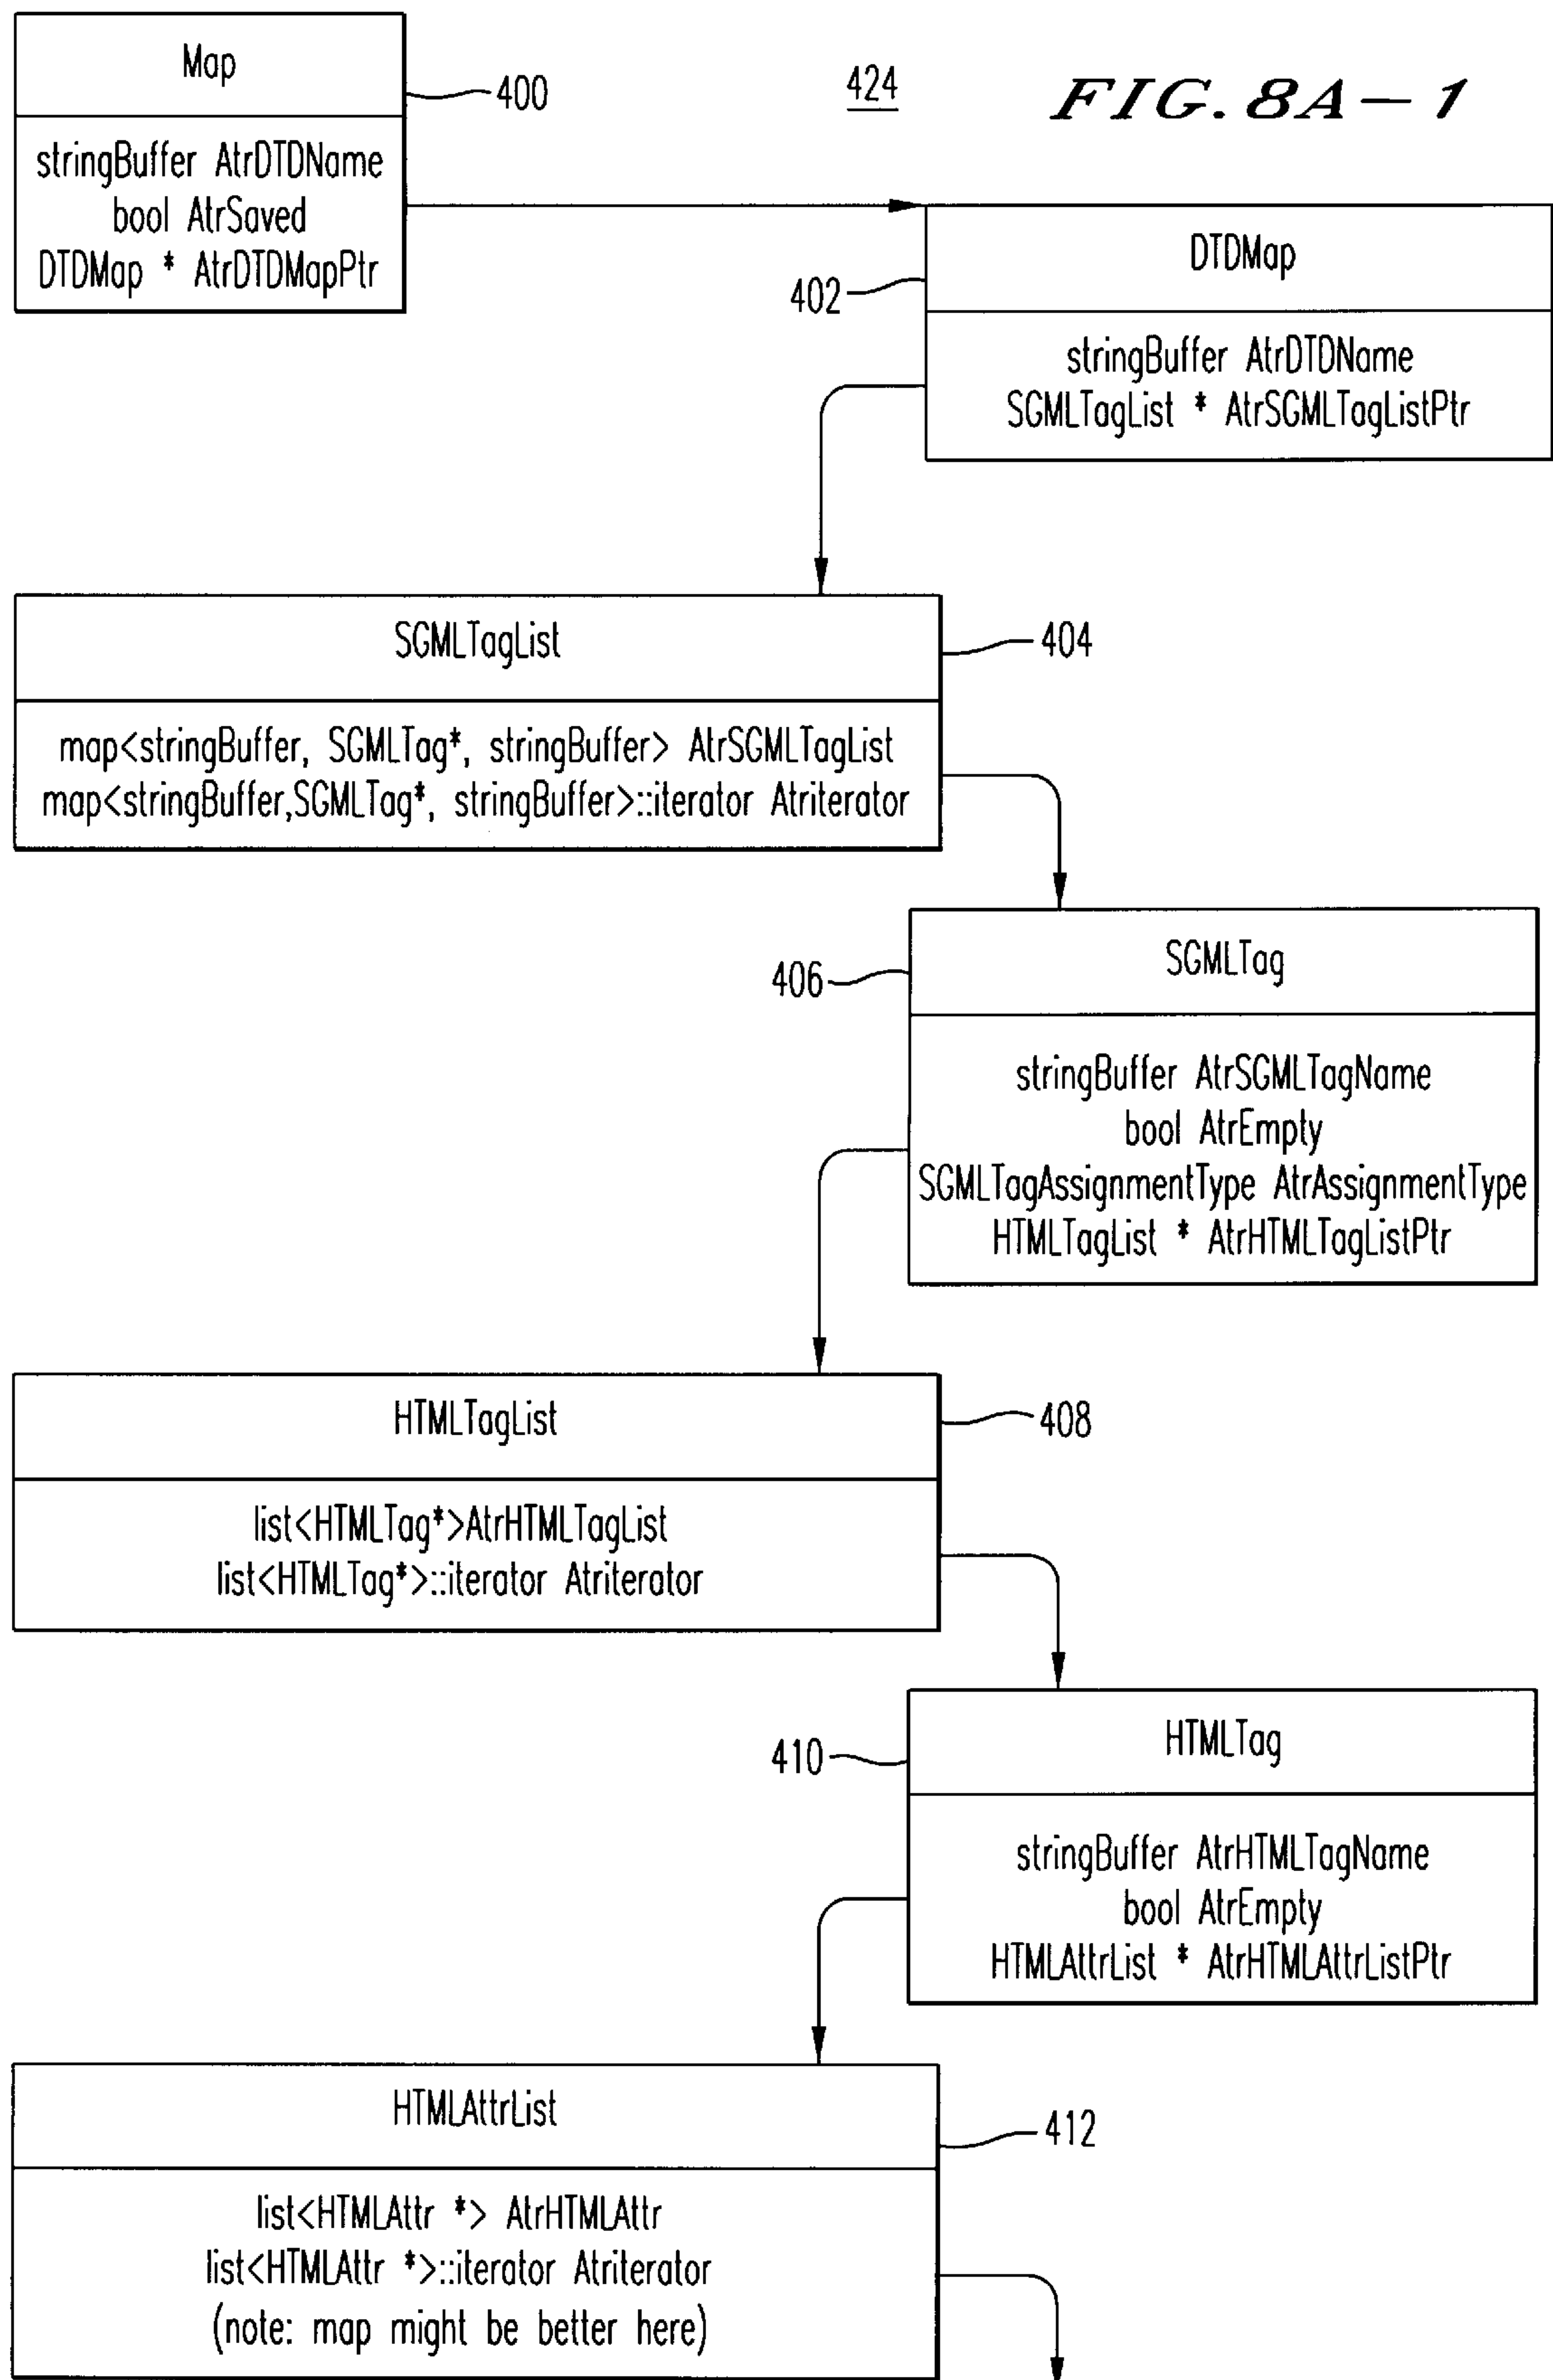 Map
400
424
FIG. 8A-1
stringBuffer AtrDTDName
bool AtrSaved
DTDMap * AtrDTDMapPtr
DTDMap
402
stringBuffer AtrDTDName
SGMLTagList * AtrSGMLTagListPtr
SGMLTagList
404
map<stringBuffer, SGMLTag*, stringBuffer> AtrSGMLTagList
map<stringBuffer,SGMLTag*, stringBuffer>::iterator Atriterator
SGMLTag
406
stringBuffer AtrSGMLTagName
bool AtrEmpty
SGMLTagAssignmentType AtrAssignmentType
HTMLTagList * AtrHTMLTagListPtr
HTMLTagList
408
list<HTMLTag*>AtrHTMLTagList
list<HTMLTag*>::iterator Atriterator
HTMLTag
410
stringBuffer AtrHTMLTagName
bool AtrEmpty
HTMLAttrList * AtrHTMLAttrListPtr
HTMLAttrList
412
list<HTMLAttr *> AtrHTMLAttr
list<HTMLAttr *>::iterator Atriterator
(note: map might be better here)